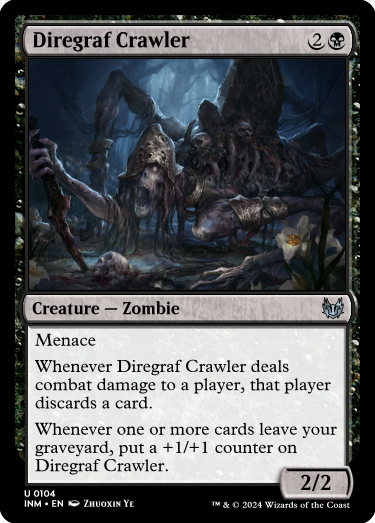 Diregraf Crawler 2
Creature — Zombie
Menace
Whenever Diregraf Crawler deals
combat damage to a player, that player
discards a card.
Whenever one or more cards leave your
graveyard, put a +1/+1 counter on
Diregraf Crawler.
2/2
U 0104
INM • EN Zhuoxin Ye ™ & © 2024 Wizards of the Coast